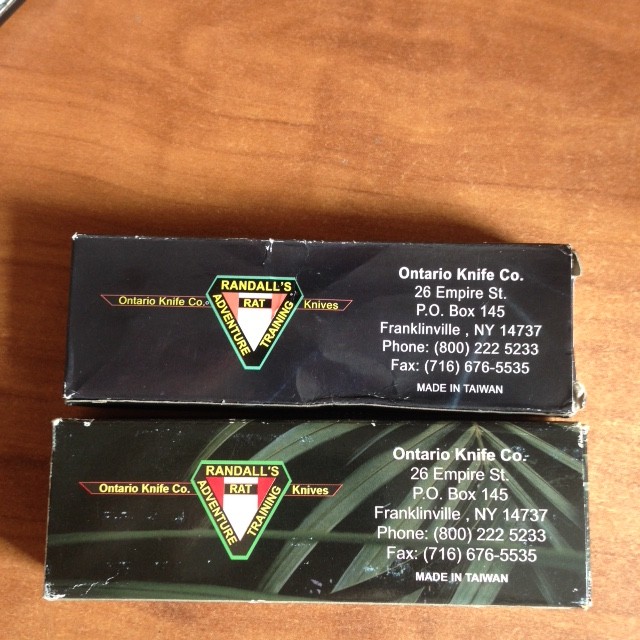 Ontario Knife Co.
RANDALL'S
ADVENTURE
TRAINING
RAT
Knives
Ontario Knife Co.
26 Empire St.
P.O. Box 145
Franklinville , NY 14737
Phone: (800) 222 5233
Fax: (716) 676-5535
MADE IN TAIWAN
Ontario Knife Co.
RANDALL'S
ADVENTURE
TRAINING
RAT
Knives
Ontario Knife Co.
26 Empire St.
P.O. Box 145
Franklinville , NY 14737
Phone: (800) 222 5233
Fax: (716) 676-5535
MADE IN TAIWAN